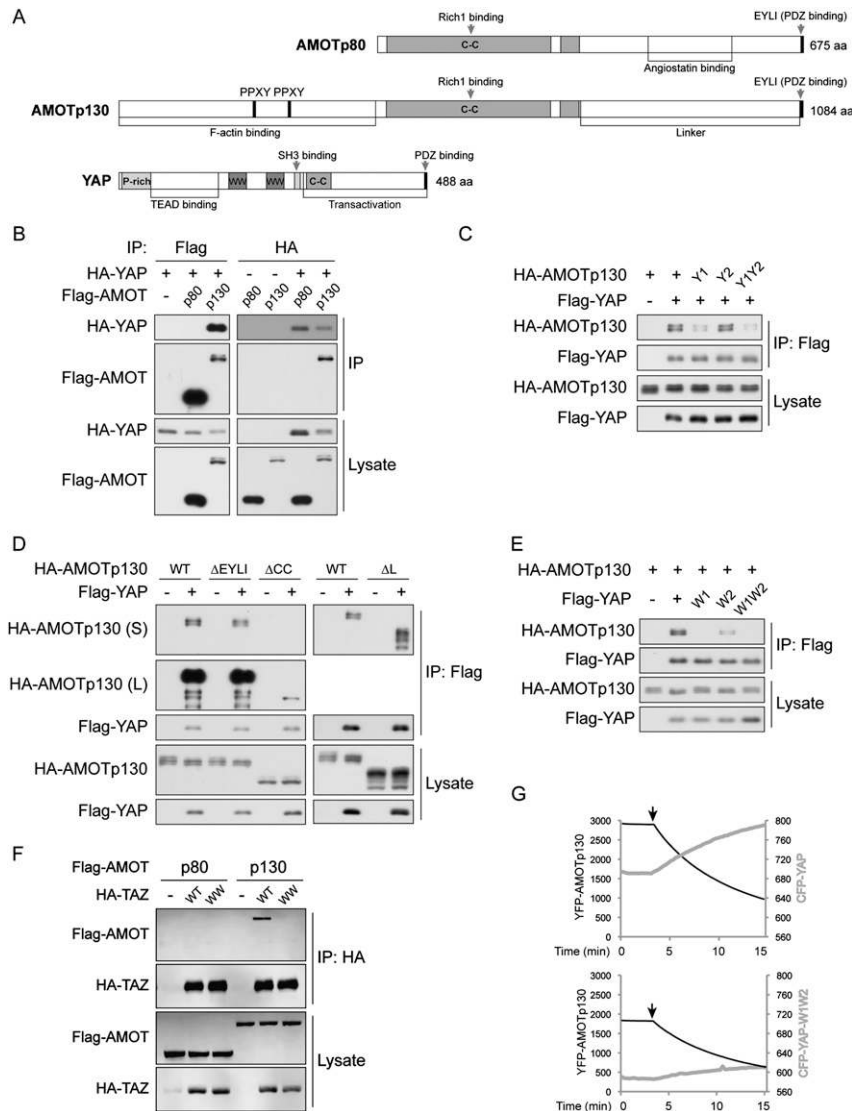 A
Rich1 binding
EYLI (PDZ binding)
AMOTp80
C-C
675 aa
Angiostatin binding
Rich1 binding
EYLI (PDZ binding)
PPXY PPXY
AMOTp130
C-C
1084 aa
F-actin binding
Linker
SH3 binding
PDZ binding
YAP
P-rich
WW
WW
C-C
488 aa
TEAD binding
Transactivation
B
IP: Flag HA
HA-YAP + + + - - + +
Flag-AMOT - p80 p130 p80 p130 p80 p130
HA-YAP
Flag-AMOT
IP
HA-YAP
Flag-AMOT
Lysate
C
HA-AMOTp130 + + Y1 Y2 Y1Y2
Flag-YAP - + + + +
HA-AMOTp130
Flag-YAP
IP: Flag
HA-AMOTp130
Flag-YAP
Lysate
D
HA-AMOTp130 WT ΔEYLI ΔCC WT ΔL
Flag-YAP - + - + - + - + - +
HA-AMOTp130 (S)
HA-AMOTp130 (L)
Flag-YAP
IP: Flag
HA-AMOTp130
Flag-YAP
Lysate
E
HA-AMOTp130 + + + + +
Flag-YAP - + W1 W2 W1W2
HA-AMOTp130
Flag-YAP
IP: Flag
HA-AMOTp130
Flag-YAP
Lysate
F
Flag-AMOT p80 p130
HA-TAZ - WT WW - WT WW
Flag-AMOT
HA-TAZ
IP: HA
Flag-AMOT
HA-TAZ
Lysate
G
YFP-AMOTp130
3000
2500
2000
1500
1000
500
0
800
760
720
680
640
600
560
CFP-YAP
Time (min) 0 5 10 15
YFP-AMOTp130
3000
2500
2000
1500
1000
500
0
800
760
720
680
640
600
560
CFP-YAP-W1W2
Time (min) 0 5 10 15